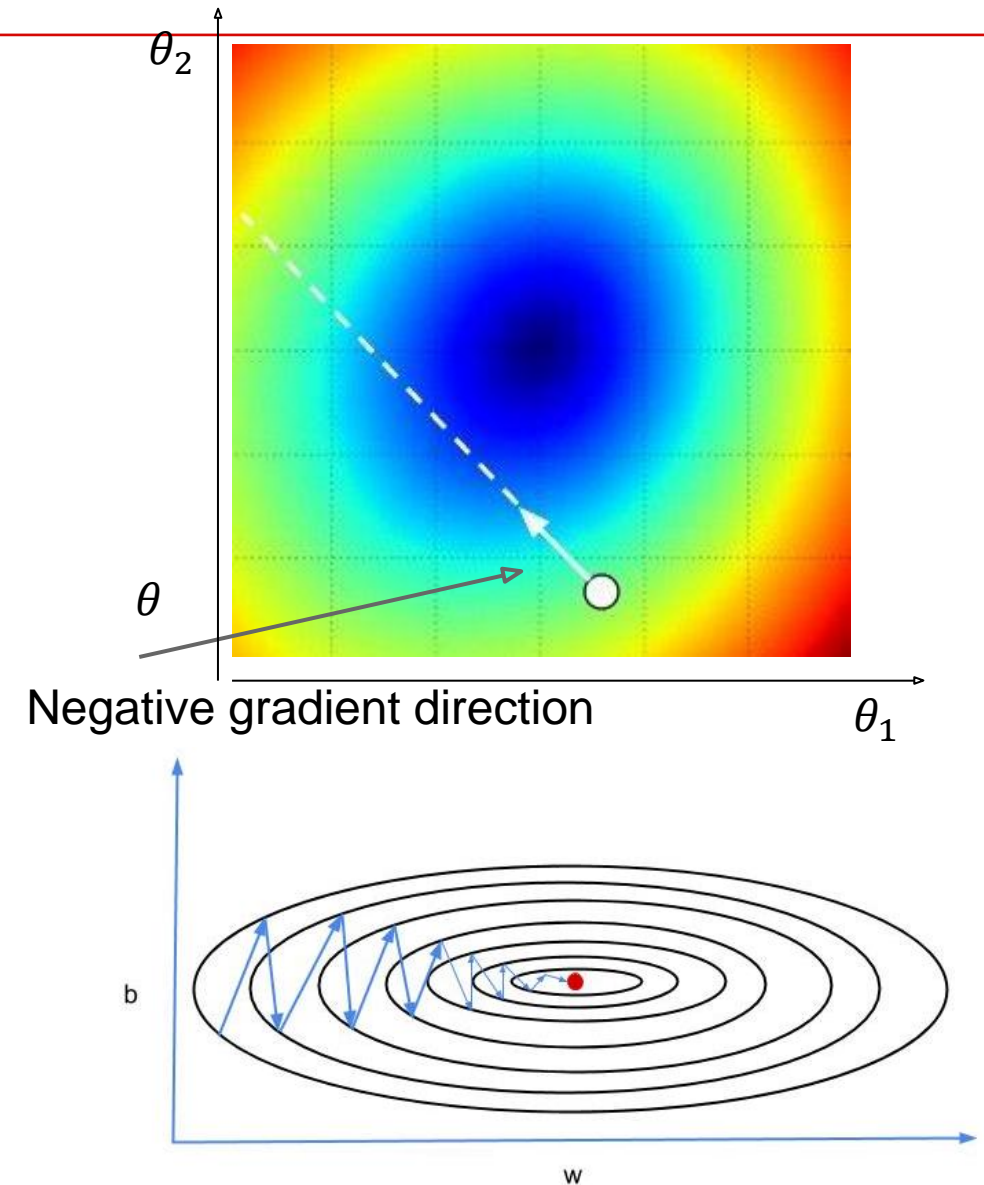 θ₂
θ
Negative gradient direction
θ₁
b
w